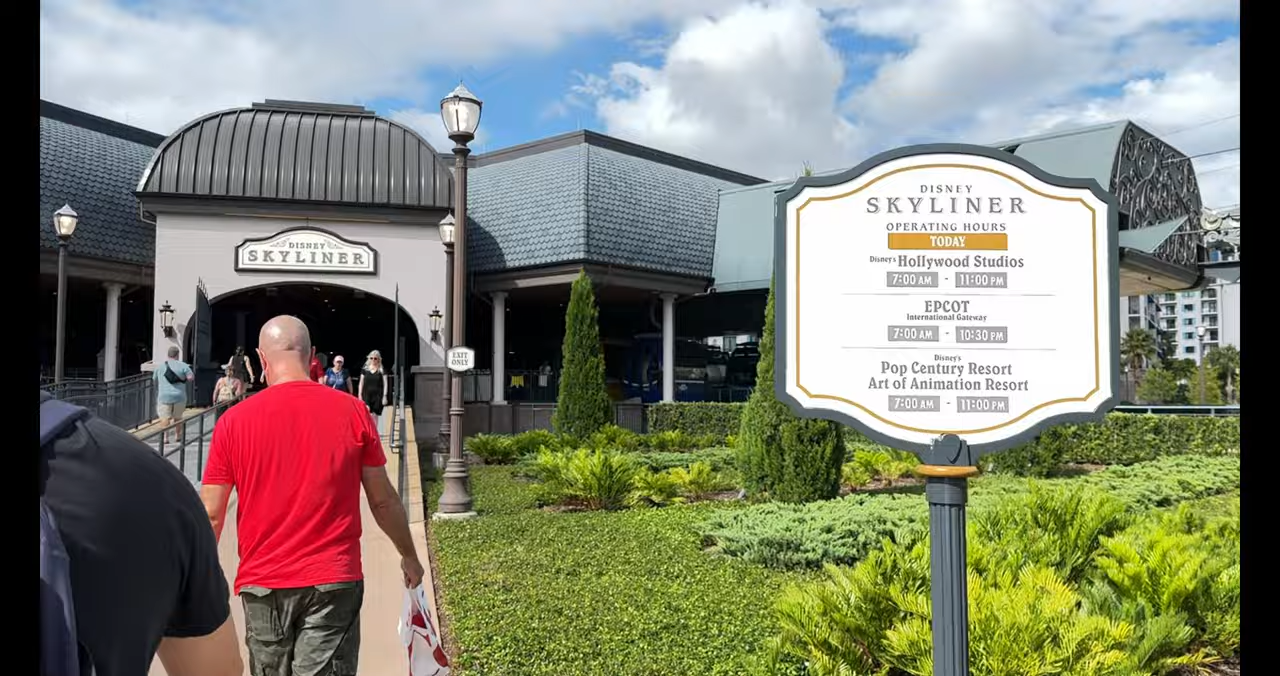 DISNEY
SKYLINER
EXIT
ONLY
DISNEY
SKYLINER
OPERATING HOURS
TODAY
Disney's Hollywood Studios
7:00 AM - 11:00 PM
EPCOT
International Gateway
7:00 AM - 10:30 PM
Disney's
Pop Century Resort
Art of Animation Resort
7:00 AM - 11:00 PM